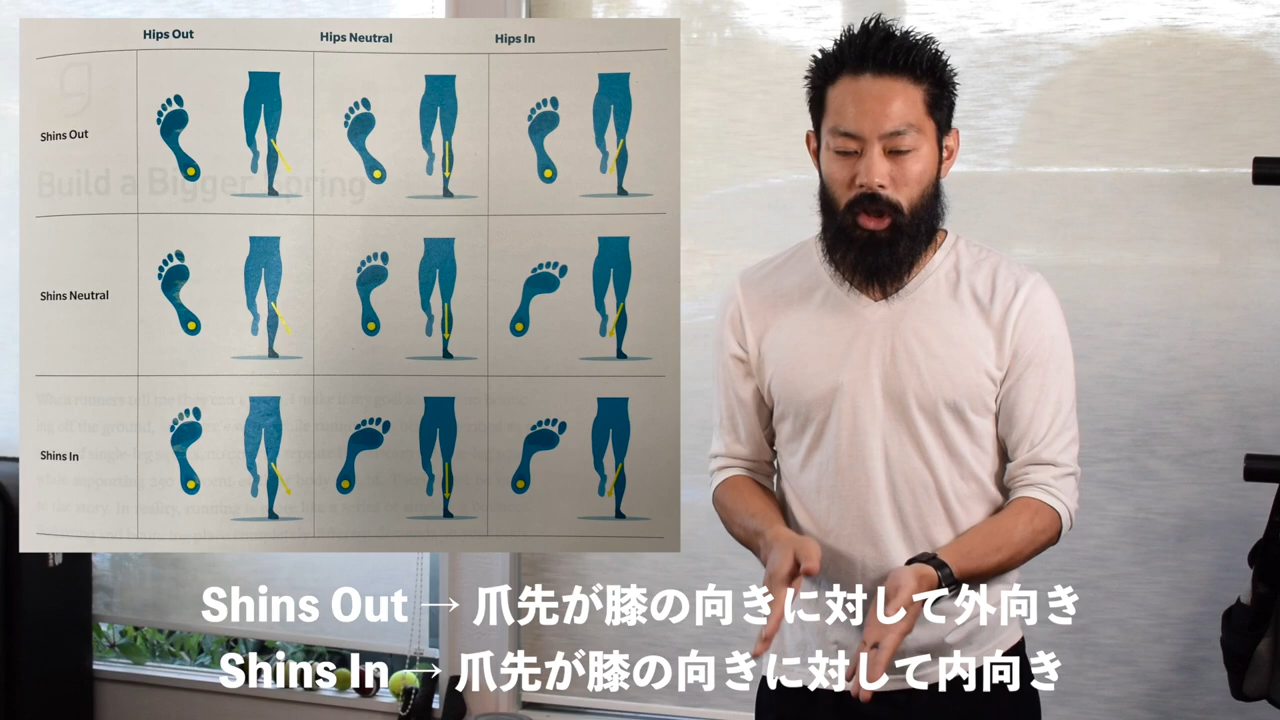 Hips Out
Hips Neutral
Hips In
Shins Out
Build a Bigger Spring
Shins Neutral
Shins In
Shins Out → 爪先が膝の向きに対して外向き
Shins In → 爪先が膝の向きに対して内向き